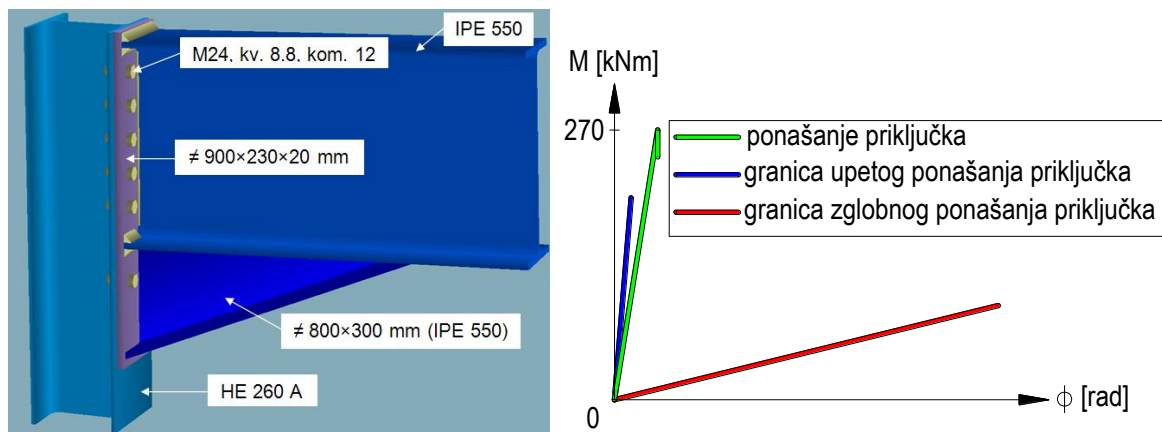 IPE 550
M24, kv. 8.8, kom. 12
≠ 900×230×20 mm
≠ 800×300 mm (IPE 550)
HE 260 A
M [kNm]
270
ponašanje priključka
granica upetog ponašanja priključka
granica zglobnog ponašanja priključka
0
ϕ [rad]